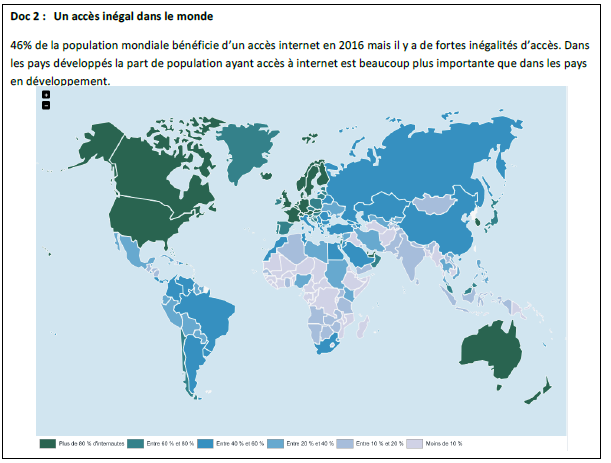 Doc 2 : Un accès inégal dans le monde
46% de la population mondiale bénéficie d'un accès internet en 2016 mais il y a de fortes inégalités d'accès. Dans
les pays développés la part de population ayant accès à internet est beaucoup plus importante que dans les pays
en développement.
+
-
Plus de 80 % d'internautes Entre 60 % et 80 % Entre 40 % et 60 % Entre 20 % et 40 % Entre 10 % et 20 % Moins de 10 %